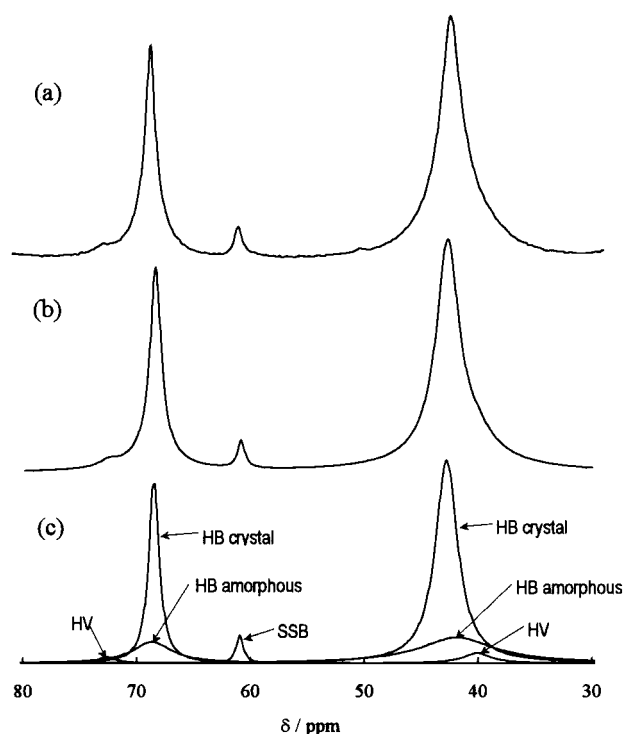 (a)
(b)
(c)
HB crystal
HB crystal
HB amorphous
HB amorphous
HV
SSB
HV
80 70 60 50 40 30
δ / ppm